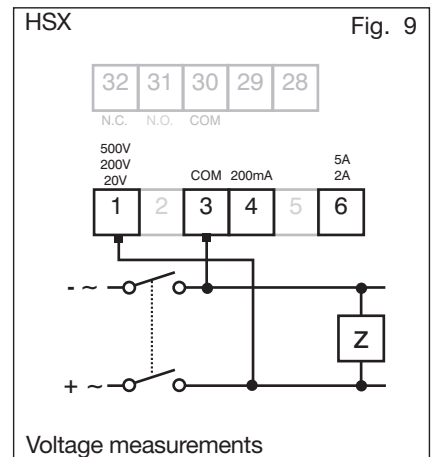 HSX Fig. 9
32 31 30 29 28
N.C. N.O. COM
500V
200V
20V
COM 200mA
5A
2A
1 2 3 4 5 6
- ~
Z
+ ~
Voltage measurements